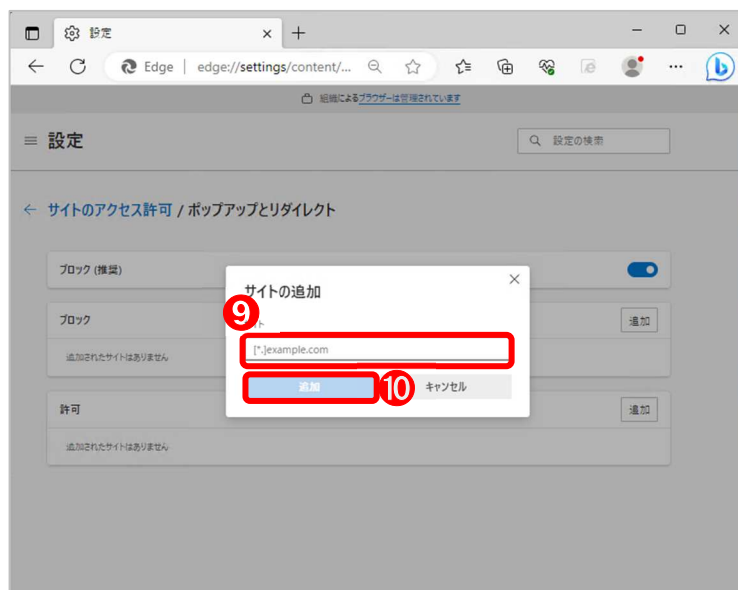 設定
Edge | edge://settings/content/...
組織によるブラウザーは管理されています
設定
設定の検索
サイトのアクセス許可 / ポップアップとリダイレクト
ブロック (推奨)
サイトの追加
❾
ブロック
追加
[*.]example.com
追加されたサイトはありません
追加
❿
キャンセル
許可
追加
追加されたサイトはありません